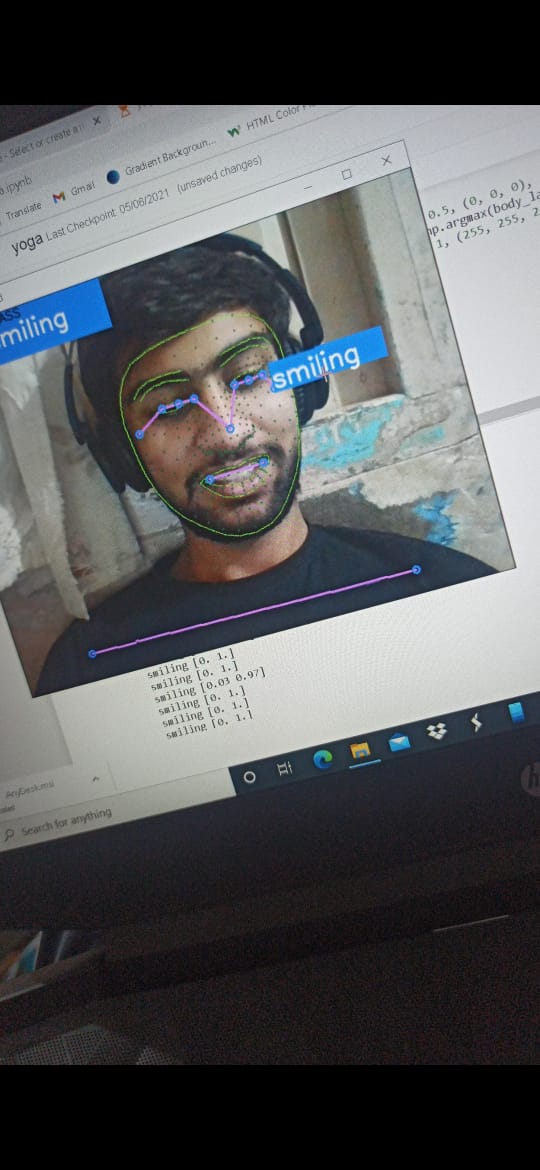 Select or create a
HTML Color
.ipynb
Translate
Gmail
Gradient Backgroun...
yoga Last Checkpoint: 05/06/2021 (unsaved changes)
0.5, (0, 0, 0),
np.argmax(body_la
1, (255, 255, 2
ASS
miling
smiling
smiling [0. 1.]
smiling [0. 1.]
smiling [0.03 0.97]
smiling [0. 1.]
smiling [0. 1.]
smiling [0. 1.]
AnyDesk.msi
Search for anything
h